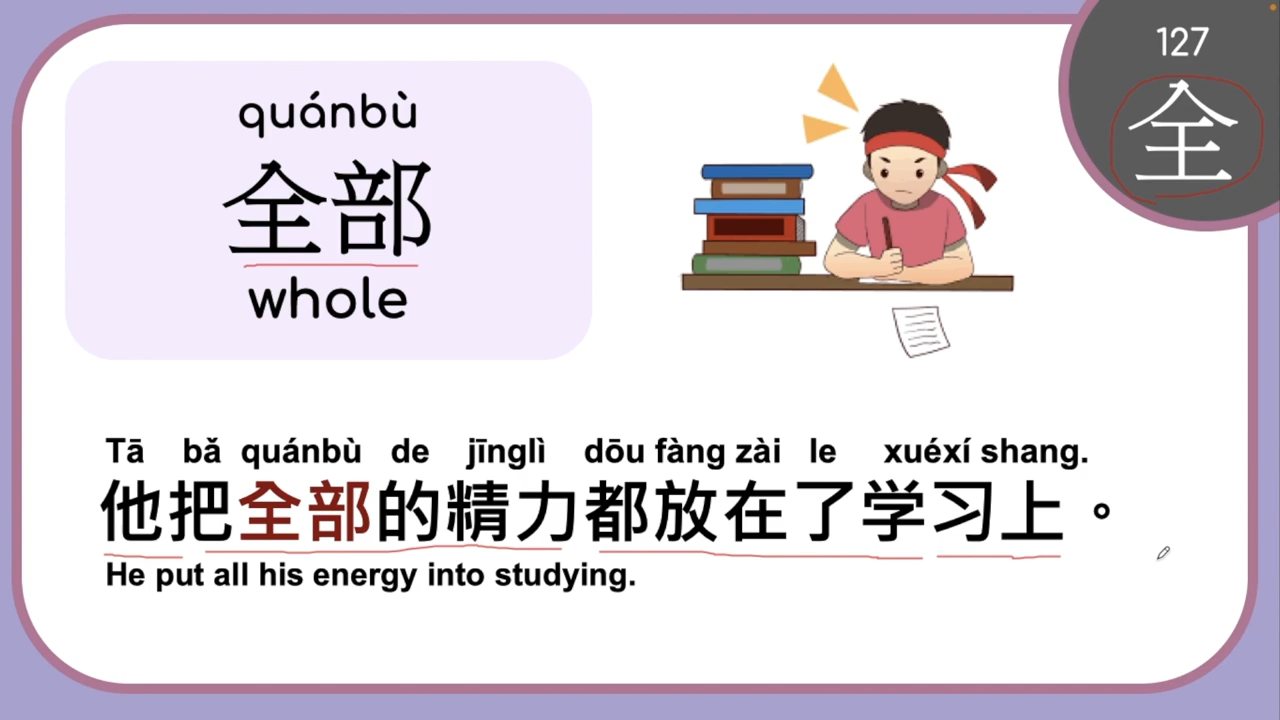 127
全
quánbù
全部
whole
Tā bǎ quánbù de jīnglì dōu fàng zài le xuéxí shang.
他把全部的精力都放在了学习上。
He put all his energy into studying.